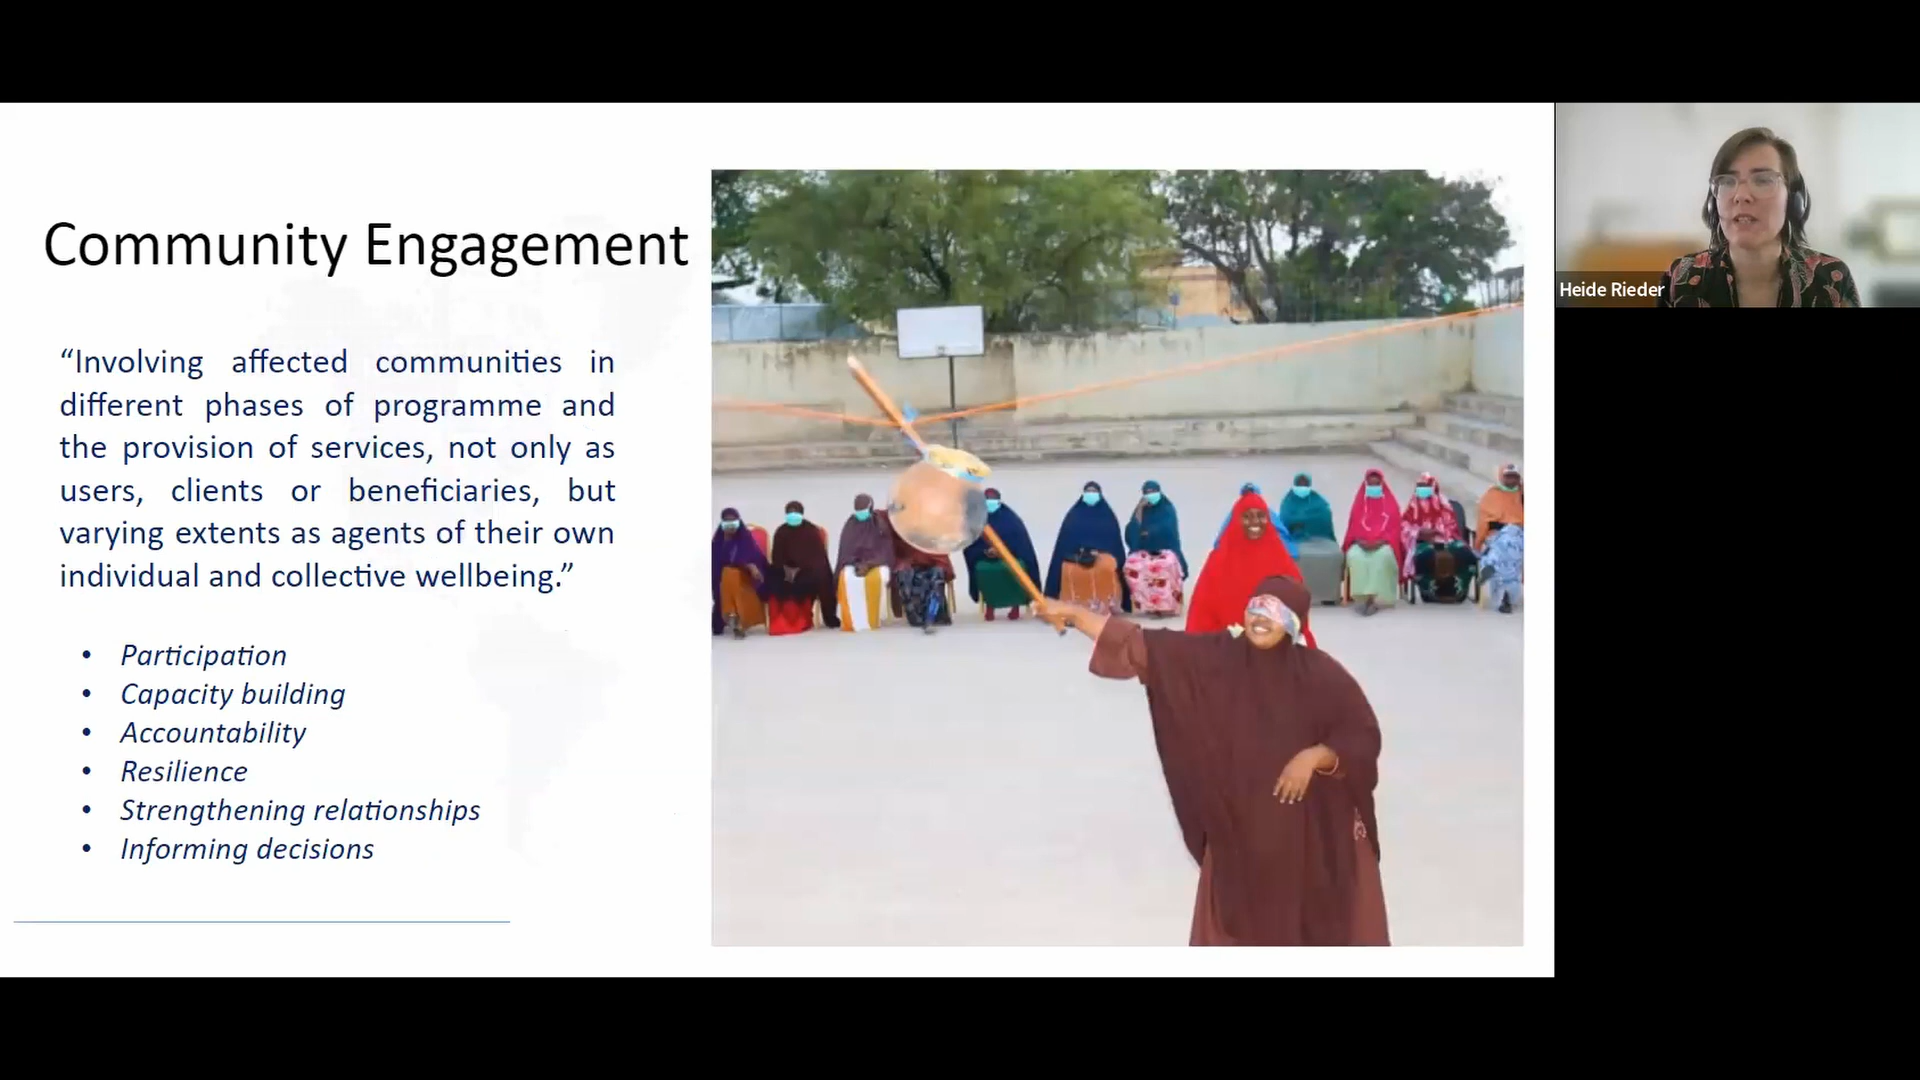 Community Engagement
“Involving affected communities in
different phases of programme and
the provision of services, not only as
users, clients or beneficiaries, but
varying extents as agents of their own
individual and collective wellbeing.”
• Participation
• Capacity building
• Accountability
• Resilience
• Strengthening relationships
• Informing decisions
Heide Rieder